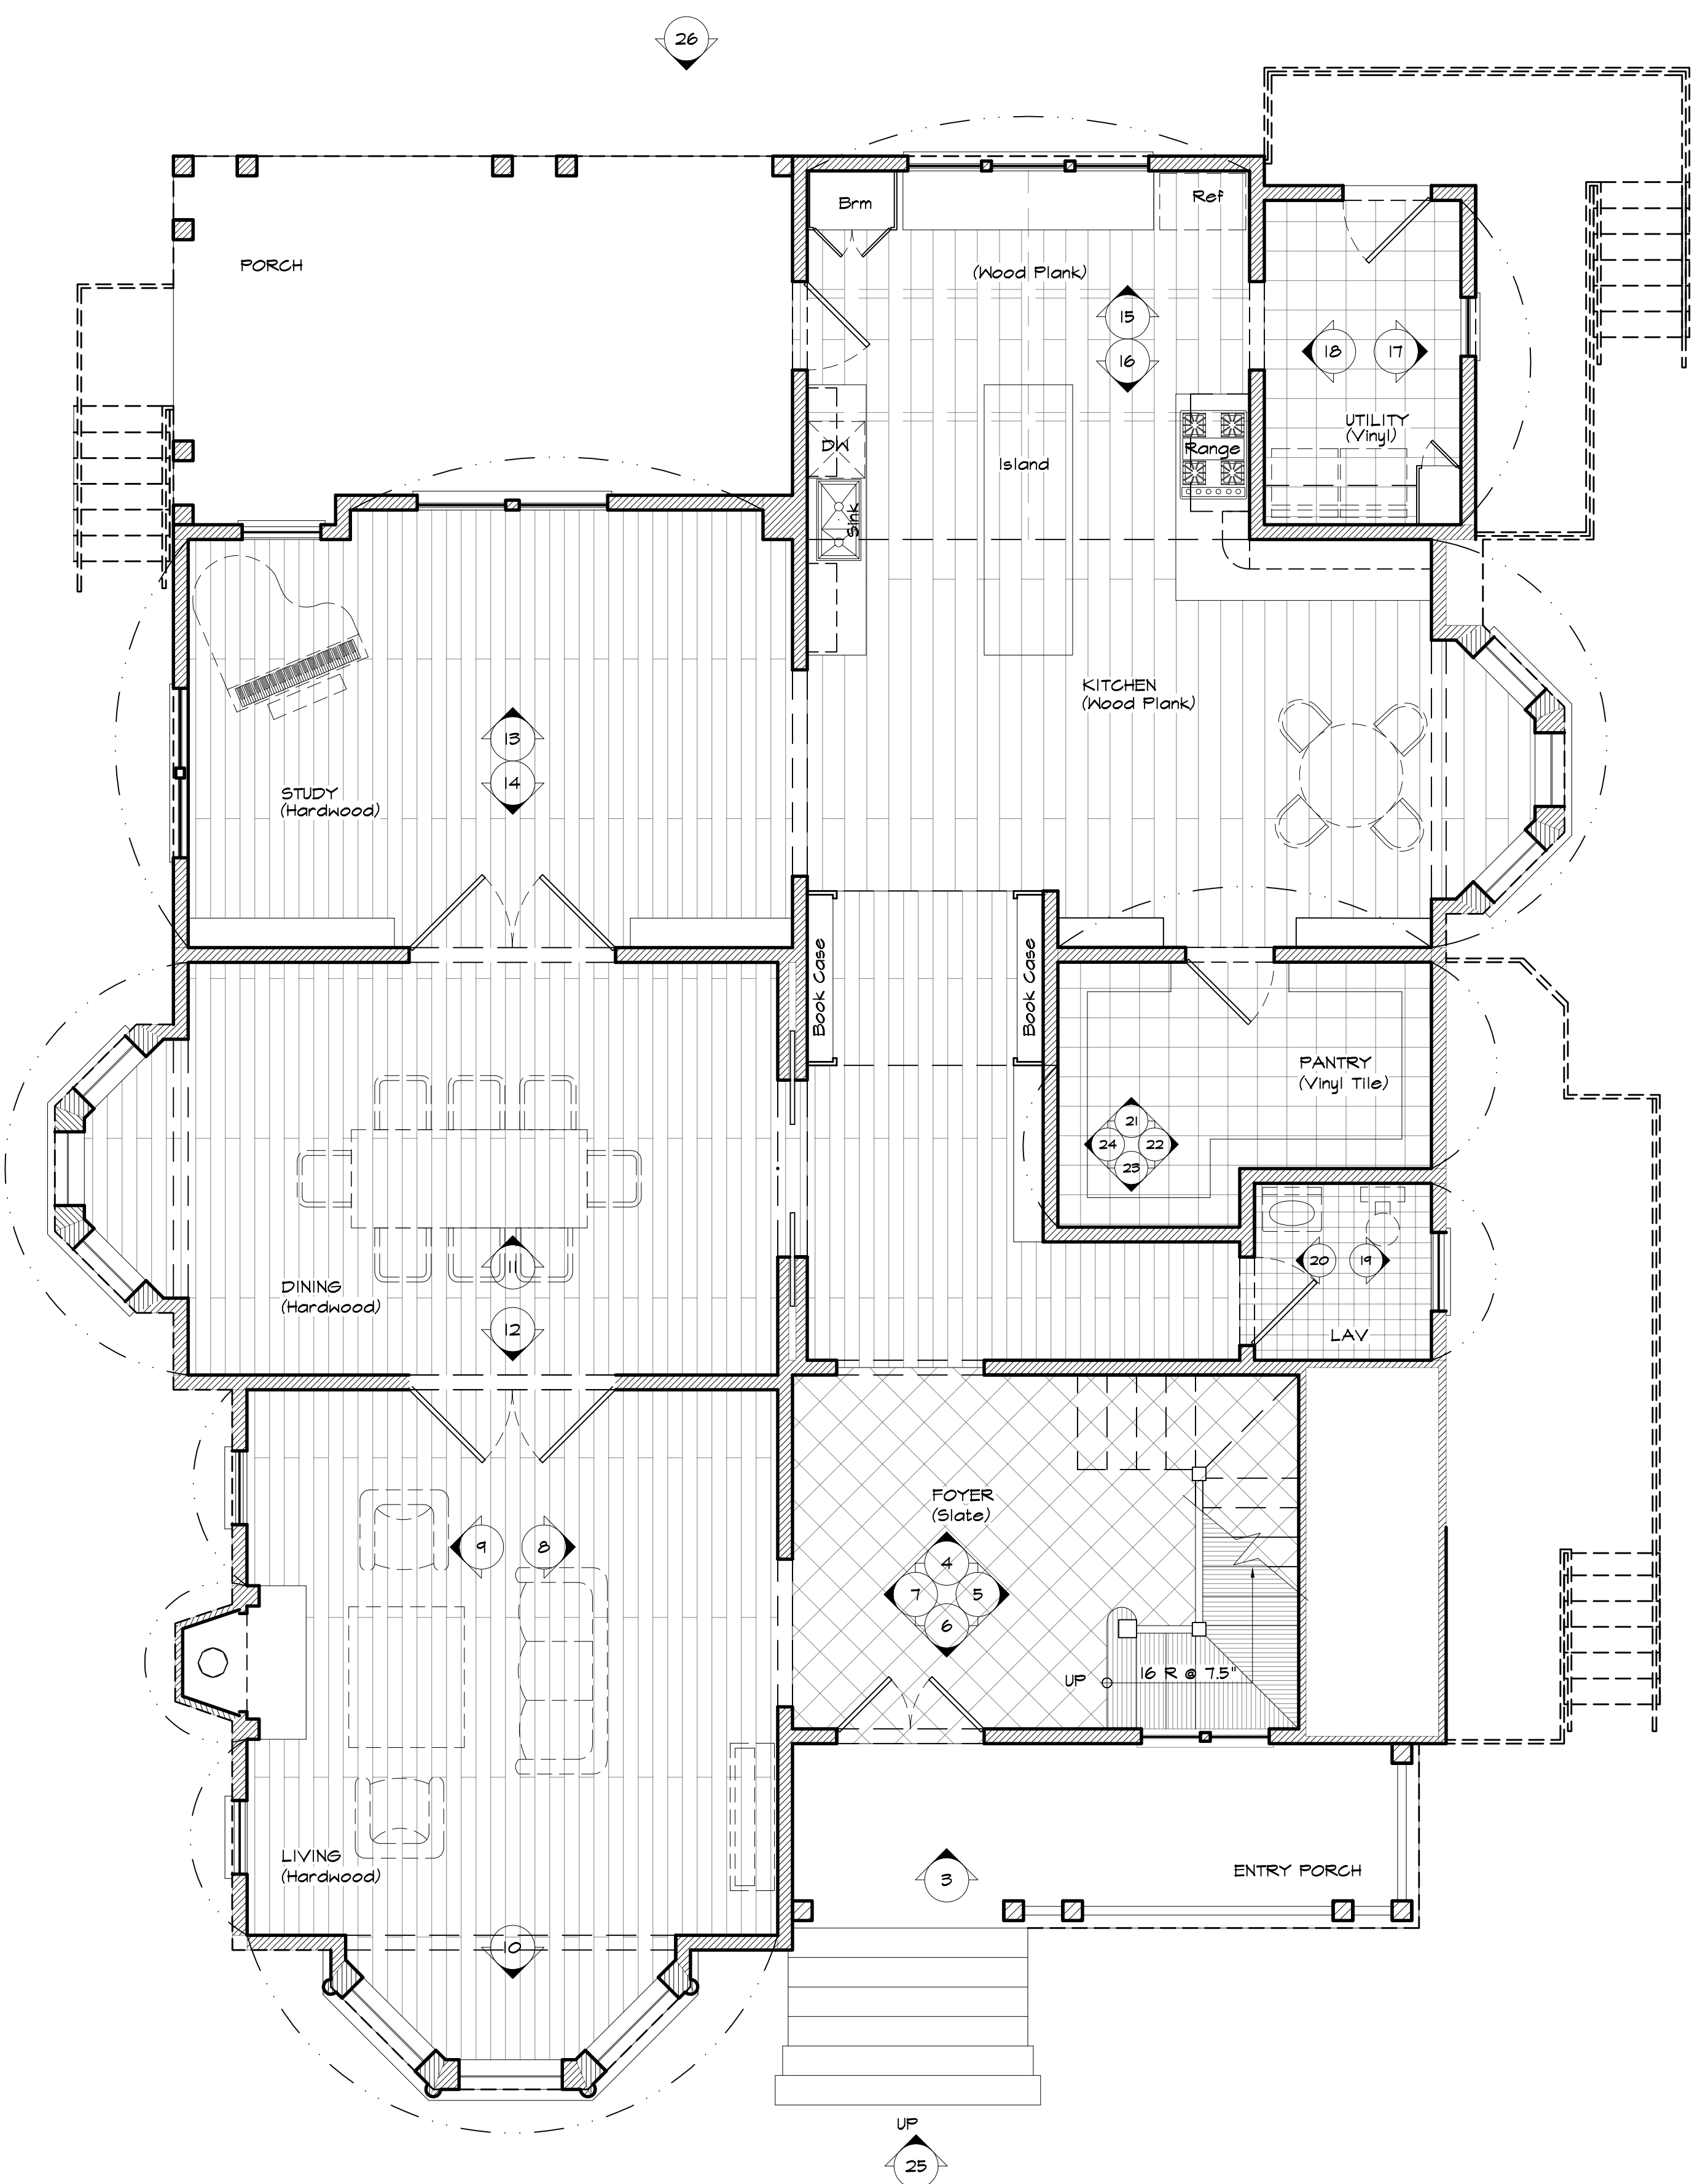 26
Brm
Ref
PORCH
(Wood Plank)
15
16
18
17
UTILITY
(Vinyl)
DW
Island
Range
Sink
KITCHEN
(Wood Plank)
13
14
STUDY
(Hardwood)
Book Case
Book Case
PANTRY
(Vinyl Tile)
21
24
22
23
20
19
LAV
11
DINING
(Hardwood)
12
FOYER
(Slate)
9
8
4
7
5
6
UP
16 R @ 7.5"
LIVING
(Hardwood)
3
ENTRY PORCH
10
UP
25